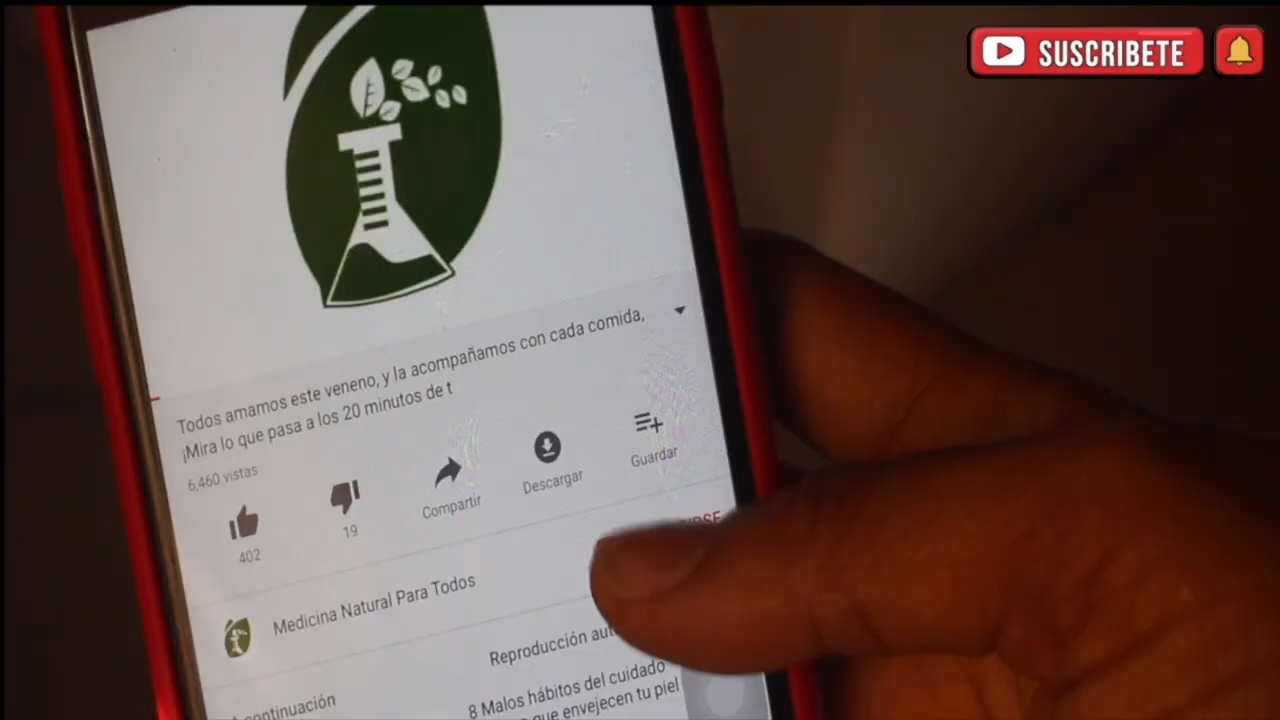 SUSCRIBETE
Todos amamos este veneno, y la acompañamos con cada comida,
¡Mira lo que pasa a los 20 minutos de t
6,460 vistas
402
19
Compartir
Descargar
Guardar
Medicina Natural Para Todos
Reproducción
continuación
8 Malos hábitos del cuidado
que envejecen tu piel